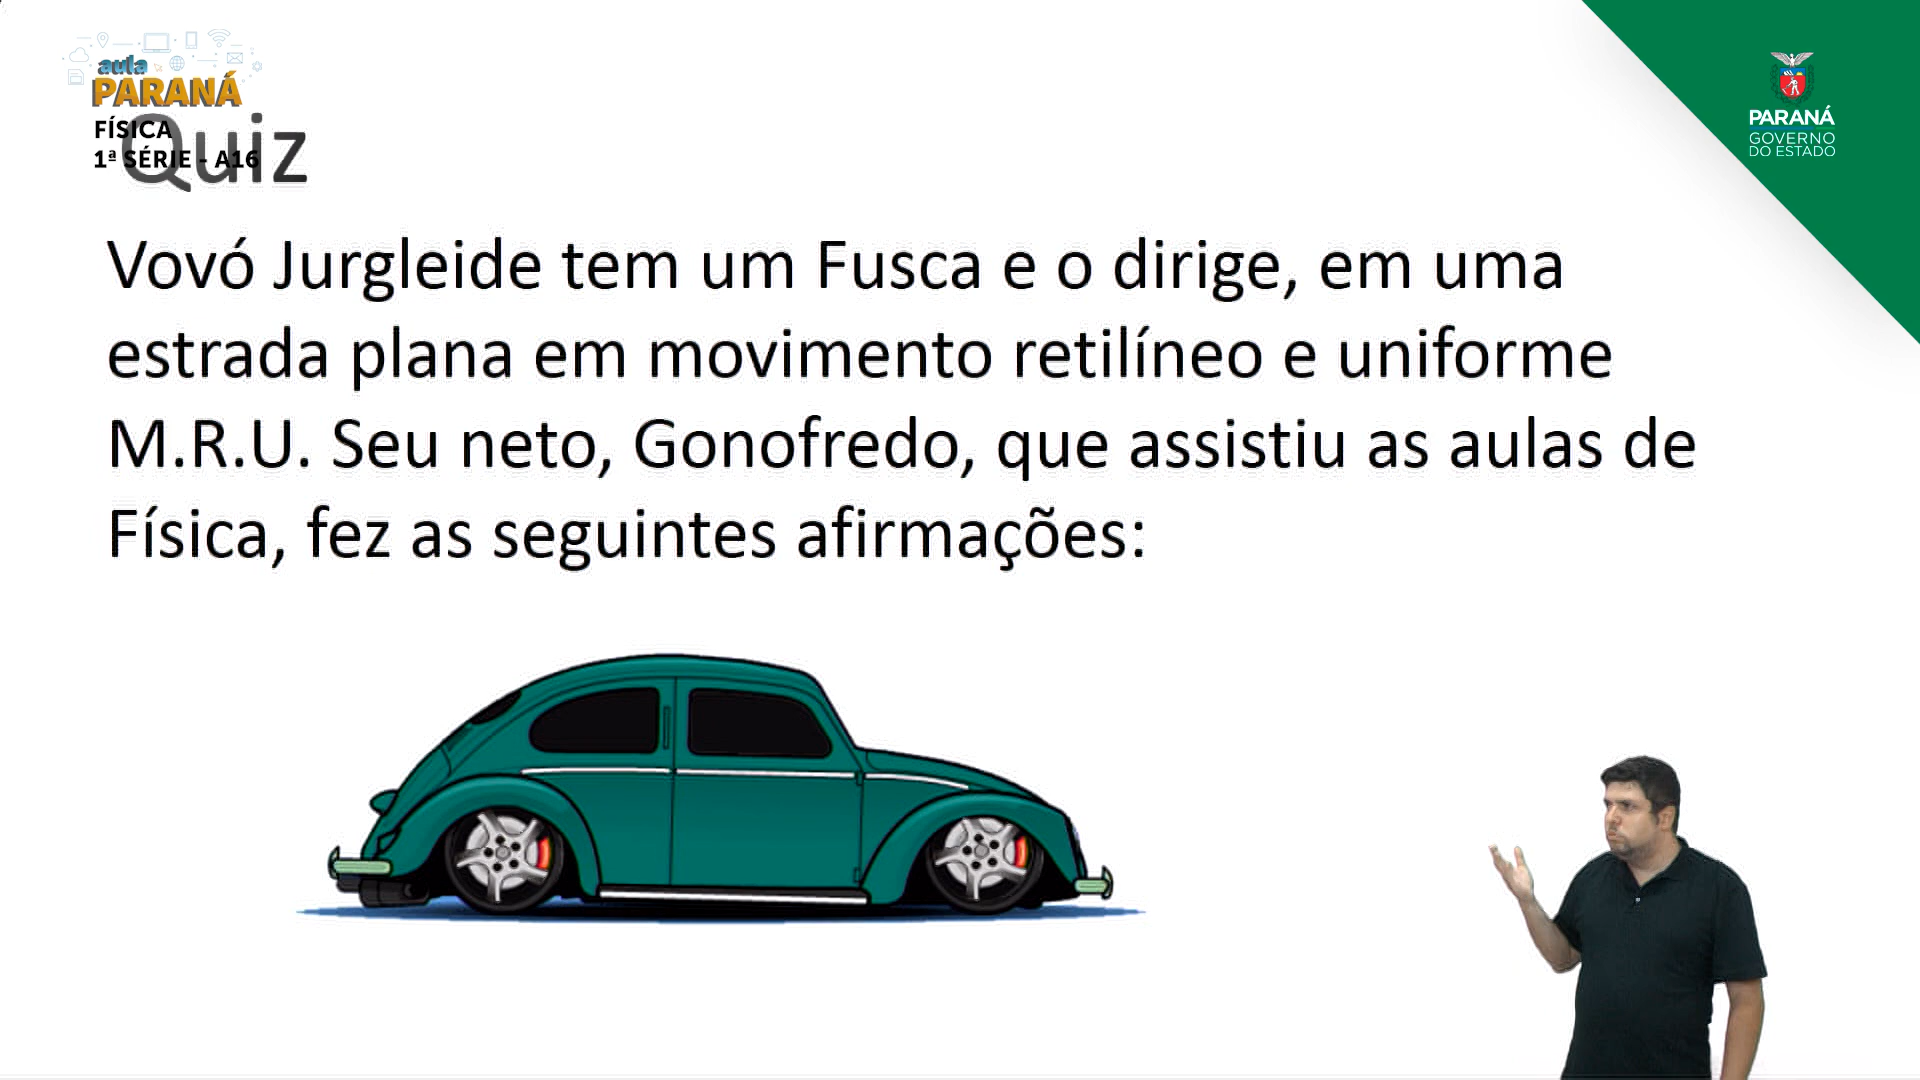 aula
PARANÁ
FÍSICA
1ª SÉRIE - A16
Quiz
PARANÁ
GOVERNO
DO ESTADO
Vovó Jurgleide tem um Fusca e o dirige, em uma
estrada plana em movimento retilíneo e uniforme
M.R.U. Seu neto, Gonofredo, que assistiu as aulas de
Física, fez as seguintes afirmações: